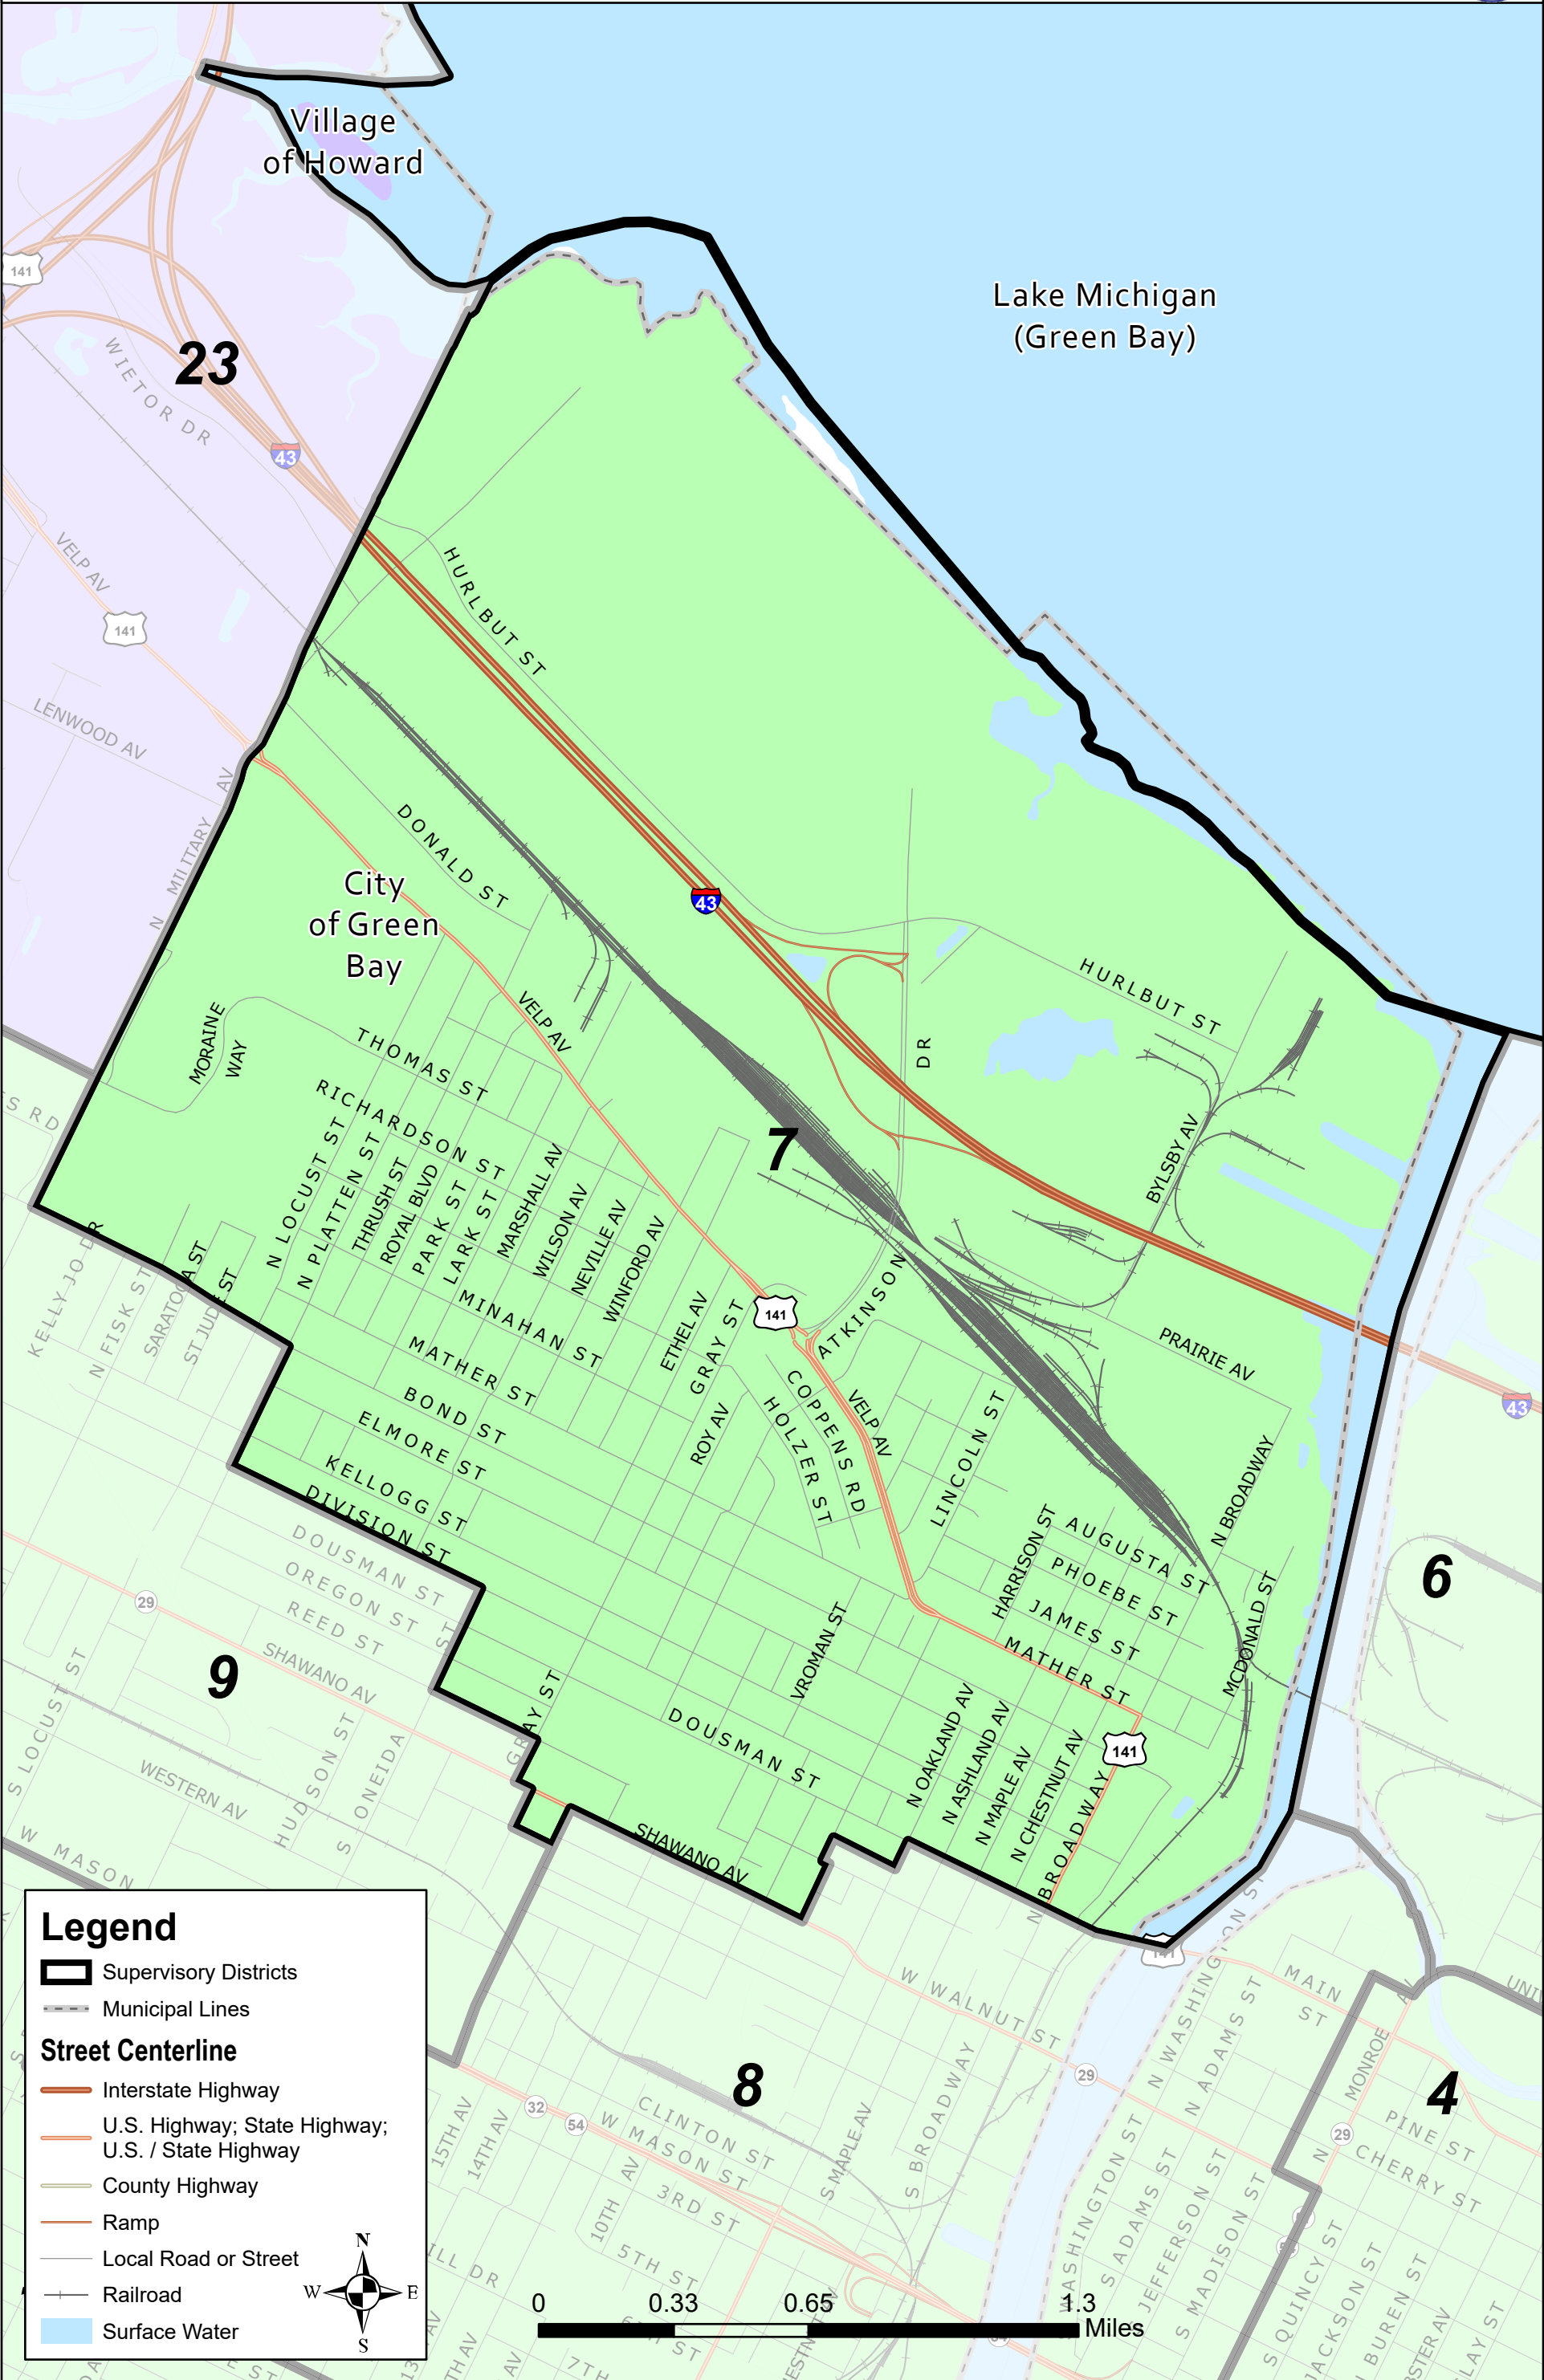 Village
of Howard
Lake Michigan
(Green Bay)
141
23
WIETOR DR
43
HURLBUT ST
VELP AV
141
LENWOOD AV
N MILITARY AV
DONALD ST
City
of Green
Bay
43
HURLBUT ST
DR
MORAINE
WAY
VELP AV
THOMAS ST
RICHARDSON ST
7
BYLSBY AV
S RD
N LOCUST ST
N PLATTEN ST
THRUSH ST
ROYAL BLVD
PARK ST
LARK ST
MARSHALL AV
WILSON AV
NEVILLE AV
WINFORD AV
KELLY JO DR
N FISK ST
SARATOGA ST
ST JUDE ST
MINAHAN ST
ETHEL AV
GRAY ST
141
ATKINSON
PRAIRIE AV
43
MATHER ST
BOND ST
ELMORE ST
ROY AV
HOLZER ST
COPPENS RD
VELP AV
LINCOLN ST
N BROADWAY
KELLOGG ST
DIVISION ST
DOUSMAN ST
OREGON ST
REED ST
ST
29
SHAWANO AV
HARRISON ST
AUGUSTA ST
PHOEBE ST
JAMES ST
MATHER ST
MCDONALD ST
6
9
S LOCUST ST
VROMAN ST
GRAY ST
DOUSMAN ST
N OAKLAND AV
N ASHLAND AV
N MAPLE AV
N CHESTNUT AV
141
N BROADWAY
WESTERN AV
HUDSON ST
S ONEIDA
SHAWANO AV
W MASON
141
N WASHINGTON ST
W WALNUT ST
MAIN
ST
UNIV
N ADAMS ST
N MONROE AV
29
8
4
32
54
CLINTON ST
W MASON ST
15TH AV
14TH AV
S MAPLE AV
S BROADWAY
10TH AV
3RD ST
5TH ST
7TH
29
PINE ST
CHERRY ST
WASHINGTON ST
S ADAMS ST
S JEFFERSON ST
S MADISON ST
S QUINCY ST
JACKSON ST
BUREN ST
Legend
Supervisory Districts
Municipal Lines
Street Centerline
Interstate Highway
U.S. Highway; State Highway;
U.S. / State Highway
County Highway
Ramp
Local Road or Street
Railroad
Surface Water
N
W E
S
0 0.33 0.65 1.3
Miles